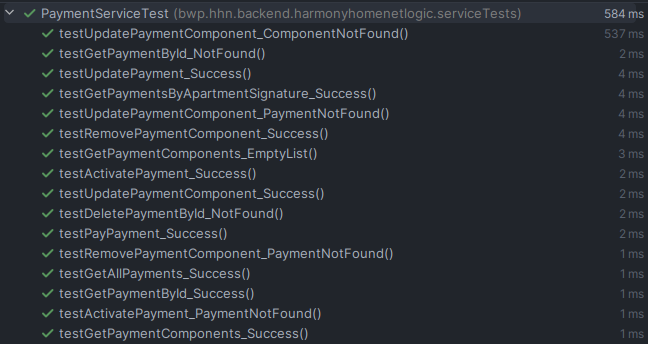 PaymentServiceTest (bwp.hhn.backend.harmonyhomenetlogic.serviceTests) 584 ms
testUpdatePaymentComponent_ComponentNotFound() 537 ms
testGetPaymentById_NotFound() 2 ms
testUpdatePayment_Success() 4 ms
testGetPaymentsByApartmentSignature_Success() 4 ms
testUpdatePaymentComponent_PaymentNotFound() 4 ms
testRemovePaymentComponent_Success() 4 ms
testGetPaymentComponents_EmptyList() 3 ms
testActivatePayment_Success() 2 ms
testUpdatePaymentComponent_Success() 2 ms
testDeletePaymentById_NotFound() 2 ms
testPayPayment_Success() 2 ms
testRemovePaymentComponent_PaymentNotFound() 1 ms
testGetAllPayments_Success() 1 ms
testGetPaymentById_Success() 1 ms
testActivatePayment_PaymentNotFound() 1 ms
testGetPaymentComponents_Success() 1 ms